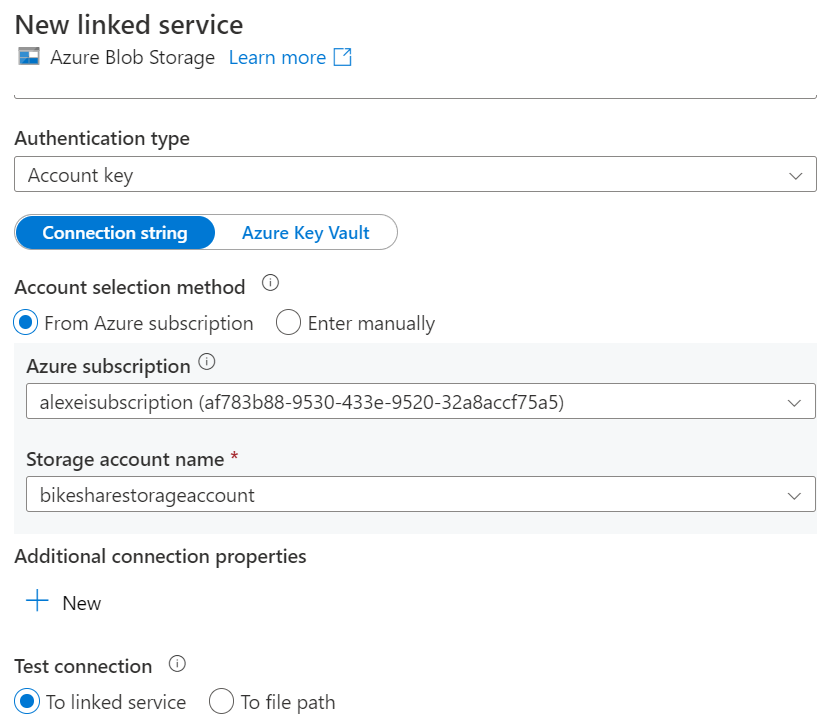 New linked service
Azure Blob Storage Learn more
Authentication type
Account key
Connection string Azure Key Vault
Account selection method
From Azure subscription Enter manually
Azure subscription
alexeisubscription (af783b88-9530-433e-9520-32a8accf75a5)
Storage account name *
bikesharestorageaccount
Additional connection properties
New
Test connection
To linked service To file path